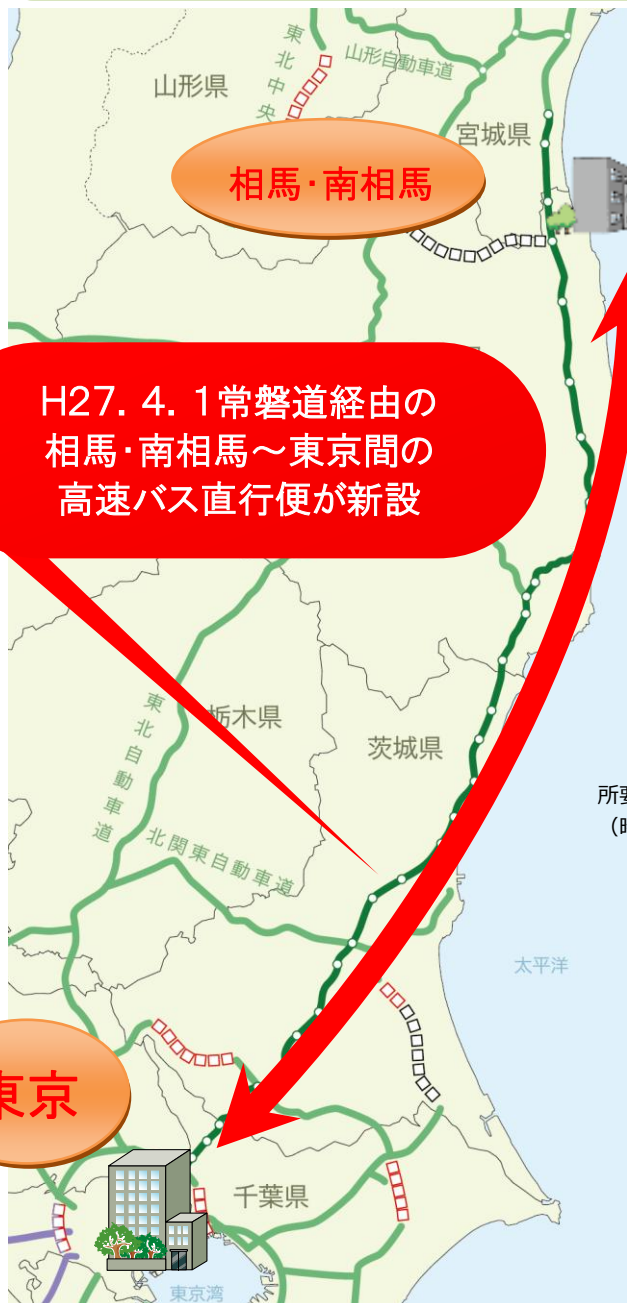 東北中央
山形自動車道
山形県
宮城県
相馬・南相馬
H27. 4. 1常磐道経由の
相馬・南相馬～東京間の
高速バス直行便が新設
東北自動車道
栃木県
茨城県
所要
北関東自動車道
太平洋
東京
千葉県
東京湾